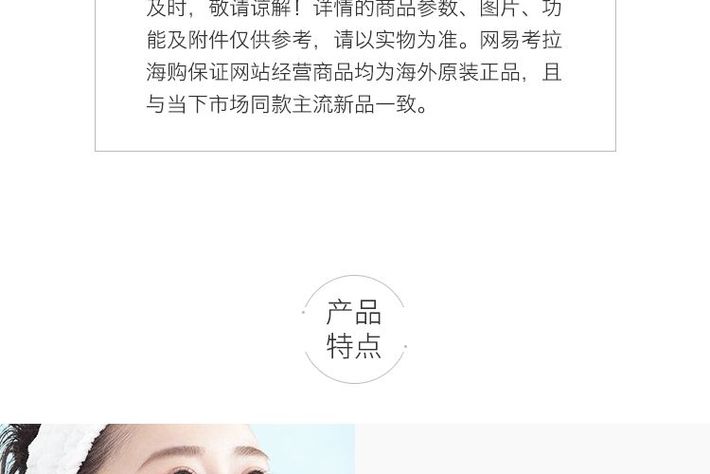 及时，敬请谅解！详情的商品参数、图片、功
能及附件仅供参考，请以实物为准。网易考拉
海购保证网站经营商品均为海外原装正品，且
与当下市场同款主流新品一致。
产品
特点